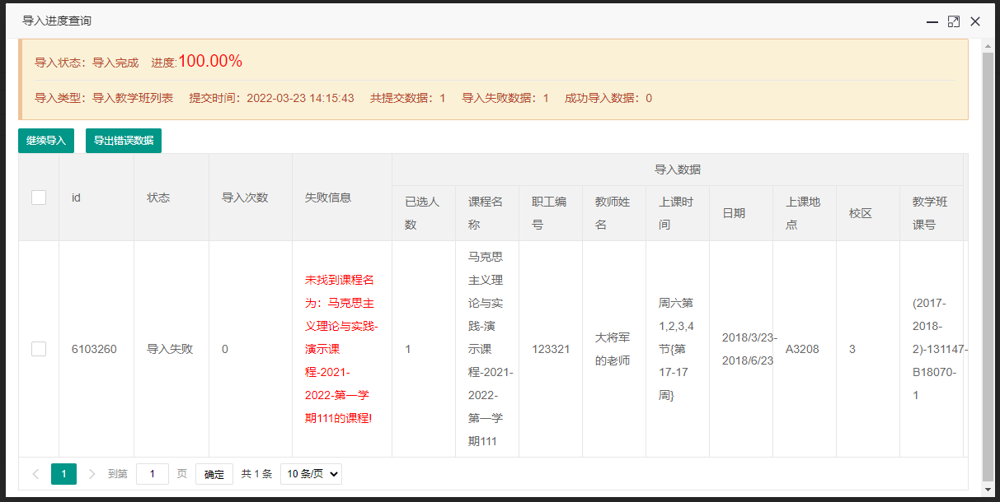 导入进度查询
导入状态：导入完成 进度:100.00%
导入类型：导入教学班列表 提交时间：2022-03-23 14:15:43 共提交数据：1 导入失败数据：1 成功导入数据：0
继续导入 导出错误数据
id 状态 导入次数 失败信息 导入数据
已选人
数
课程名
称
职工编
号
教师姓
名
上课时
间
日期
上课地
点
校区
教学班
课号
6103260
导入失败
0
未找到课程名
为：马克思主
义理论与实践-
演示课
程-2021-
2022-第一学
期111的课程!
1
马克思
主义理
论与实
践-演
示课
程-2021-
2022-
第一学
期111
123321
大将军
的老师
周六第
1,2,3,4
节{第
17-17
周}
2018/3/23-
2018/6/23
A3208
3
(2017-
2018-
2)-131147-
B18070-
1
1 到第 1 页 确定 共 1 条 10 条/页